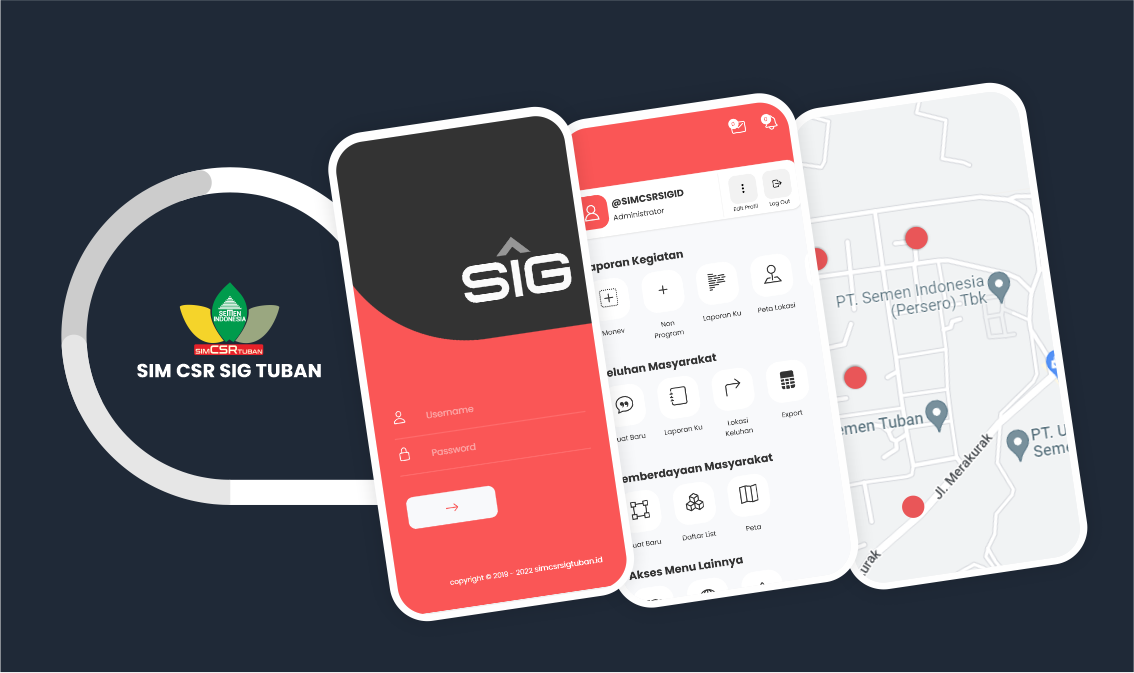 SEMEN
INDONESIA
SIMCSRTUBAN
SIM CSR SIG TUBAN
SIG
Username
Password
copyright © 2019 - 2022 simcsrsigtuban.id
0
0
@SIMCSRSIGID
Administrator
Edit Profil
Log Out
aporan Kegiatan
Monev
Non
Program
Laporan Ku
Peta Lokasi
eluhan Masyarakat
uat Baru
Laporan Ku
Lokasi
Keluhan
Export
emberdayaan Masyarakat
uat Baru
Daftar List
Peta
Akses Menu Lainnya
PT. Semen Indonesia
(Persero) Tbk
emen Tuban
PT. U
Seme
Jl. Merakurak
urak